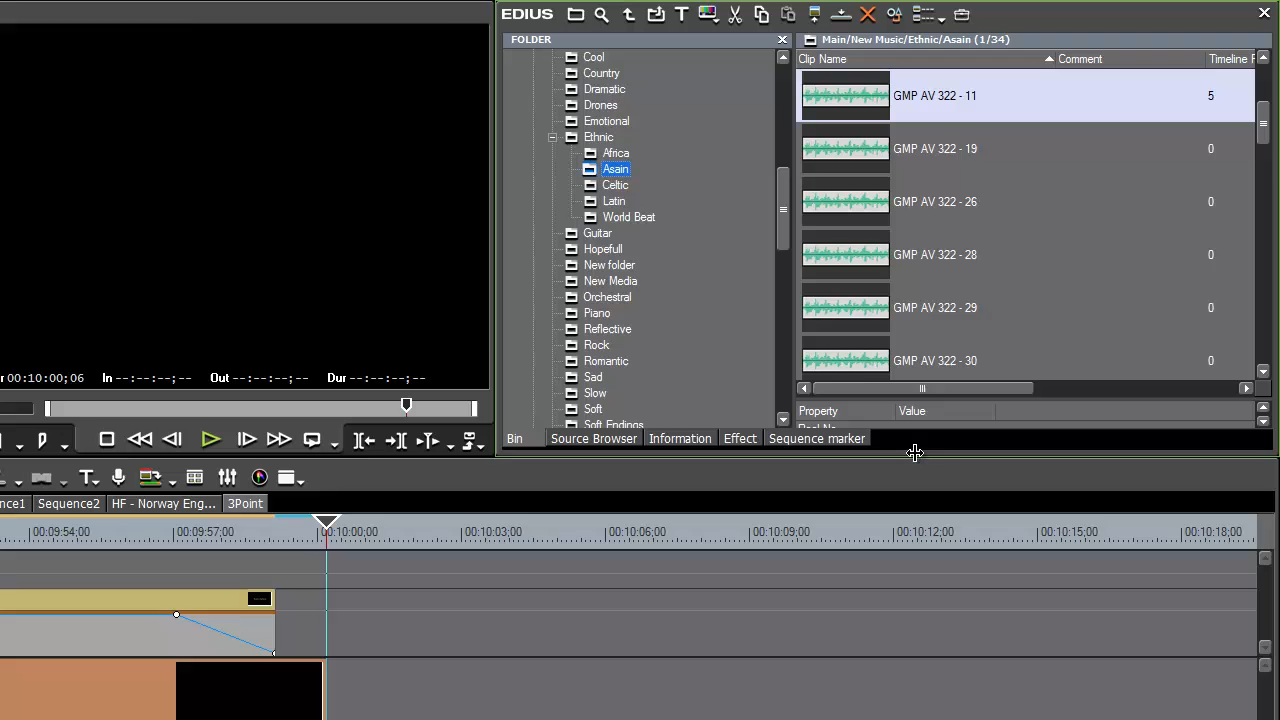 EDIUS
FOLDER
Main/New Music/Ethnic/Asain (1/34)
Clip Name Comment Timeline
Cool
Country
Dramatic
Drones
Emotional
Ethnic
Africa
Asain
Celtic
Latin
World Beat
Guitar
Hopefull
New folder
New Media
Orchestral
Piano
Reflective
Rock
Romantic
Sad
Slow
Soft
Soft Endings
GMP AV 322 - 11 5
GMP AV 322 - 19 0
GMP AV 322 - 26 0
GMP AV 322 - 28 0
GMP AV 322 - 29 0
GMP AV 322 - 30 0
Property Value
Bin Source Browser Information Effect Sequence marker
r 00:10:00;06 In --:--:--;-- Out --:--:--;-- Dur --:--:--;--
nce1 Sequence2 HF - Norway Eng... 3Point
00:09:54;00 00:09:57;00 00:10:00;00 00:10:03;00 00:10:06;00 00:10:09;00 00:10:12;00 00:10:15;00 00:10:18;00